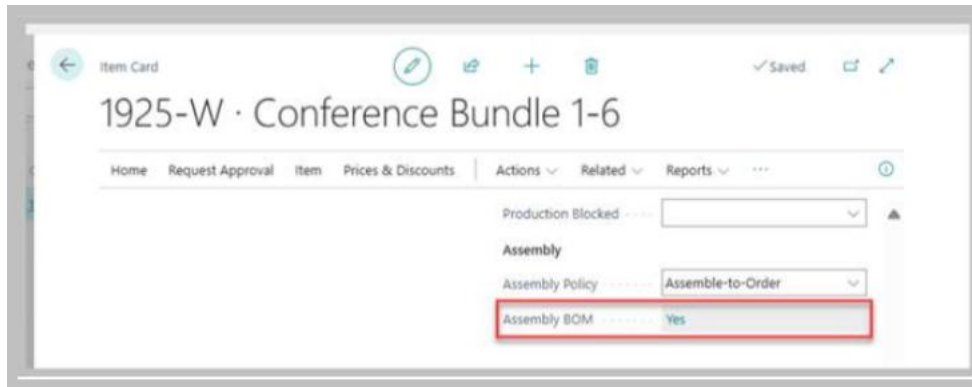 Item Card
Saved
1925-W · Conference Bundle 1-6
Home Request Approval Item Prices & Discounts Actions Related Reports ...
Production Blocked
Assembly
Assembly Policy Assemble-to-Order
Assembly BOM Yes